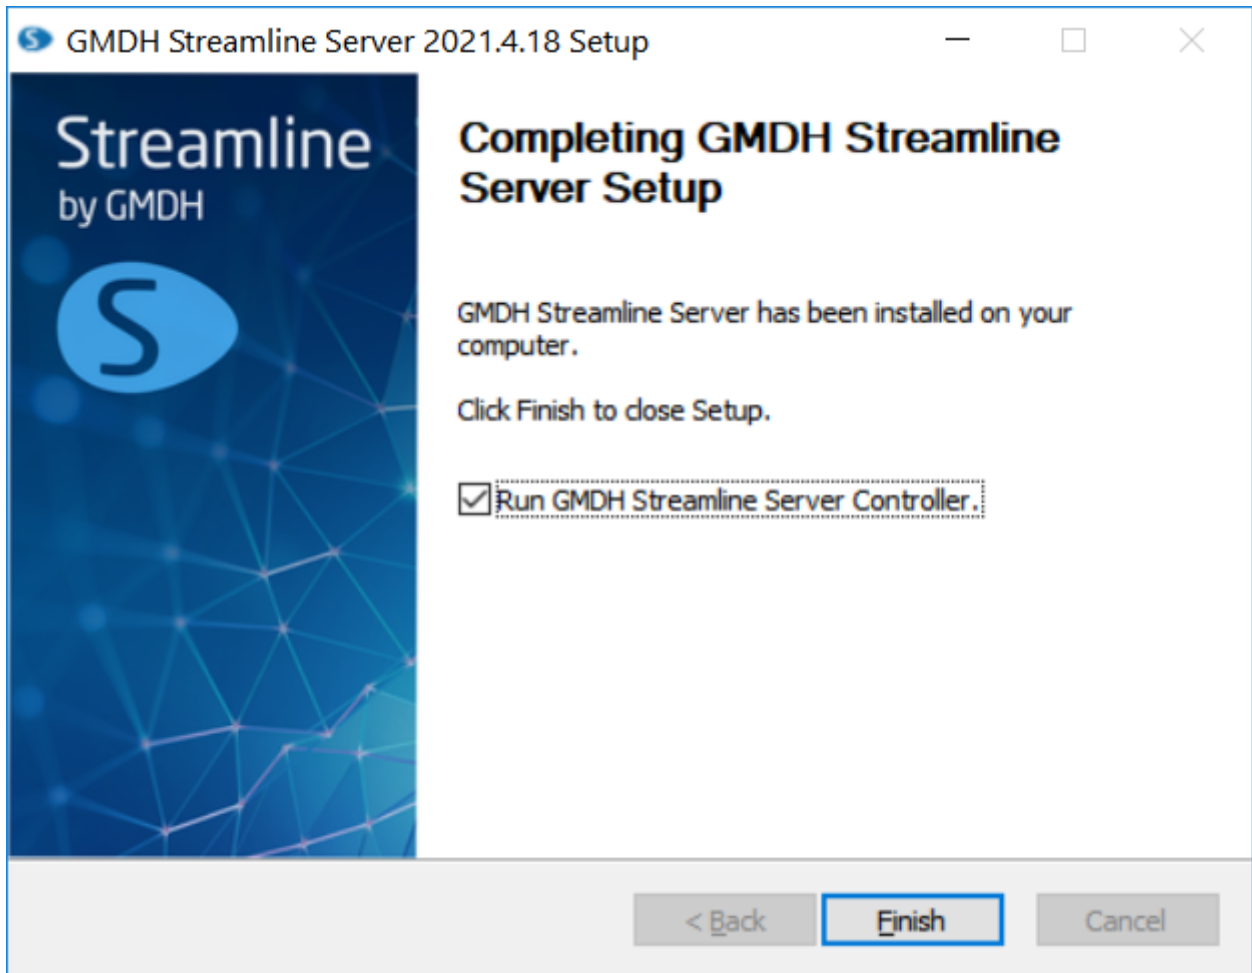 GMDH Streamline Server 2021.4.18 Setup
Streamline
by GMDH
S
Completing GMDH Streamline
Server Setup
GMDH Streamline Server has been installed on your
computer.
Click Finish to close Setup.
Run GMDH Streamline Server Controller.
< Back
Finish
Cancel